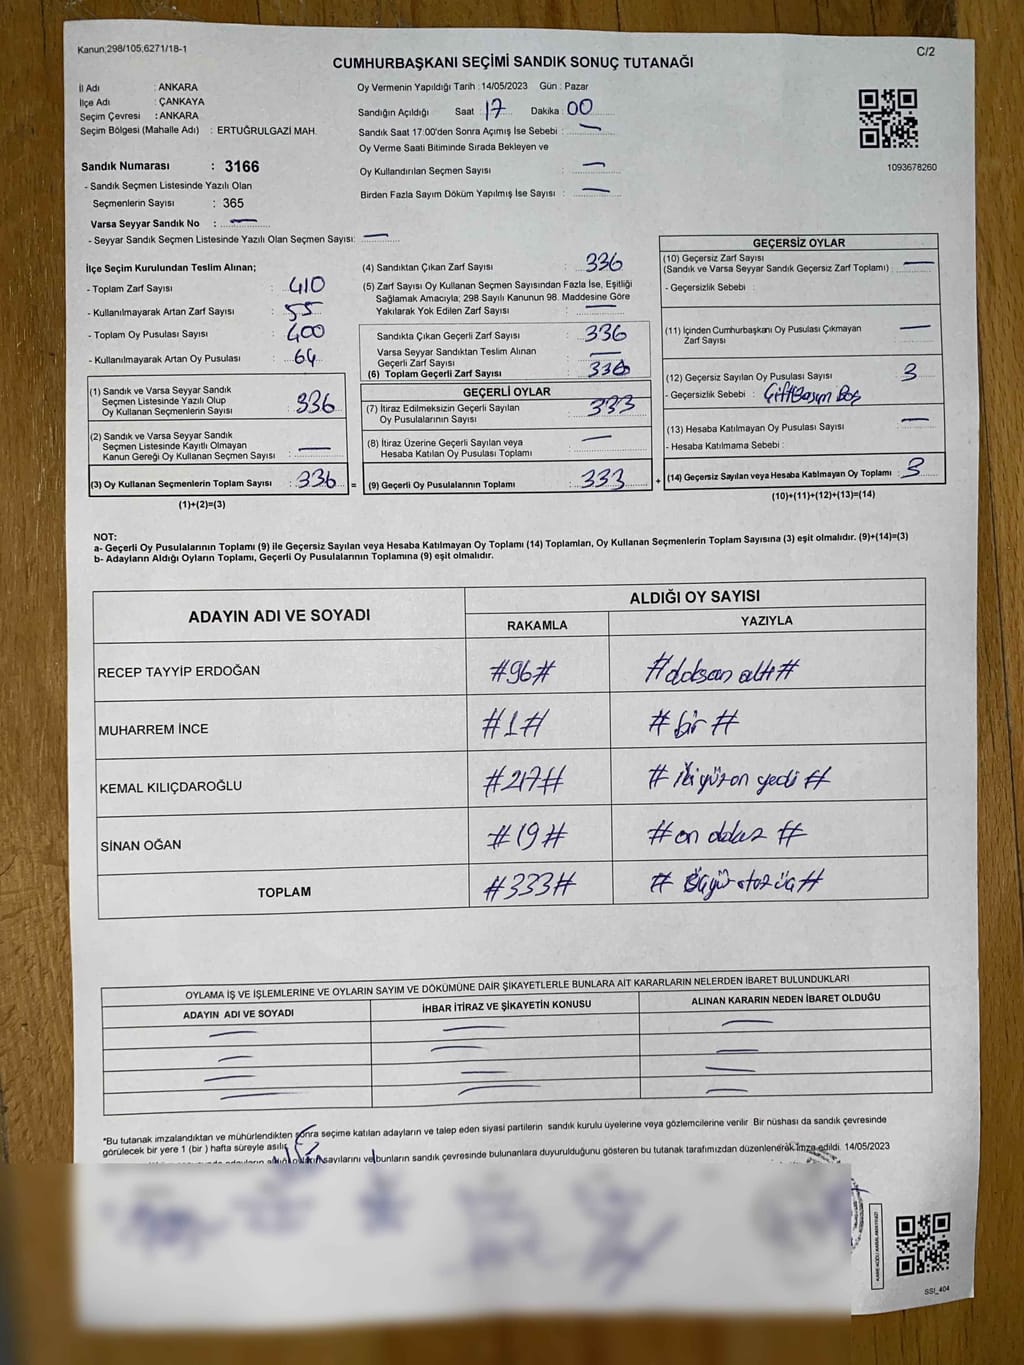 Kanun;298/105,6271/18-1
C/2
CUMHURBAŞKANI SEÇİMİ SANDIK SONUÇ TUTANAĞI
İl Adı : ANKARA
İlçe Adı : ÇANKAYA
Seçim Çevresi : ANKARA
Seçim Bölgesi (Mahalle Adı) : ERTUĞRULGAZİ MAH.
Oy Vermenin Yapıldığı Tarih : 14/05/2023 Gün : Pazar
Sandığın Açıldığı Saat : 17 Dakika : 00
Sandık Saat 17:00'den Sonra Açımış İse Sebebi : —
Oy Verme Saati Bitiminde Sırada Bekleyen ve
Oy Kullandırılan Seçmen Sayısı : —
Birden Fazla Sayım Döküm Yapılmış İse Sayısı : —
1093678260
Sandık Numarası : 3166
- Sandık Seçmen Listesinde Yazılı Olan
Seçmenlerin Sayısı : 365
Varsa Seyyar Sandık No : —
- Seyyar Sandık Seçmen Listesinde Yazılı Olan Seçmen Sayısı: —
İlçe Seçim Kurulundan Teslim Alınan;
- Toplam Zarf Sayısı : 410
- Kullanılmayarak Artan Zarf Sayısı : 55
- Toplam Oy Pusulası Sayısı : 400
- Kullanılmayarak Artan Oy Pusulası : 64
(1) Sandık ve Varsa Seyyar Sandık
Seçmen Listesinde Yazılı Olup
Oy Kullanan Seçmenlerin Sayısı : 336
(2) Sandık ve Varsa Seyyar Sandık
Seçmen Listesinde Kayıtlı Olmayan
Kanun Gereği Oy Kullanan Seçmen Sayısı : —
(3) Oy Kullanan Seçmenlerin Toplam Sayısı : 336 =
(1)+(2)=(3)
(4) Sandıktan Çıkan Zarf Sayısı : 336
(5) Zarf Sayısı Oy Kullanan Seçmen Sayısından Fazla İse, Eşitliği
Sağlamak Amacıyla; 298 Sayılı Kanunun 98. Maddesine Göre
Yakılarak Yok Edilen Zarf Sayısı : —
Sandıkta Çıkan Geçerli Zarf Sayısı : 336
Varsa Seyyar Sandıktan Teslim Alınan
Geçerli Zarf Sayısı : —
(6) Toplam Geçerli Zarf Sayısı : 336
GEÇERLİ OYLAR
(7) İtiraz Edilmeksizin Geçerli Sayılan
Oy Pusulalarının Sayısı : 333
(8) İtiraz Üzerine Geçerli Sayılan veya
Hesaba Katılan Oy Pusulası Toplamı : —
(9) Geçerli Oy Pusulalarının Toplamı : 333 +
GEÇERSİZ OYLAR
(10) Geçersiz Zarf Sayısı
(Sandık ve Varsa Seyyar Sandık Geçersiz Zarf Toplamı) : —
- Geçersizlik Sebebi :
(11) İçinden Cumhurbaşkanı Oy Pusulası Çıkmayan
Zarf Sayısı : —
(12) Geçersiz Sayılan Oy Pusulası Sayısı : 3
- Geçersizlik Sebebi : Çift Basım Boş
(13) Hesaba Katılmayan Oy Pusulası Sayısı : —
- Hesaba Katılmama Sebebi :
(14) Geçersiz Sayılan veya Hesaba Katılmayan Oy Toplamı : 3
(10)+(11)+(12)+(13)=(14)
NOT:
a- Geçerli Oy Pusulalarının Toplamı (9) ile Geçersiz Sayılan veya Hesaba Katılmayan Oy Toplamı (14) Toplamları, Oy Kullanan Seçmenlerin Toplam Sayısına (3) eşit olmalıdır. (9)+(14)=(3)
b- Adayların Aldığı Oyların Toplamı, Geçerli Oy Pusulalarının Toplamına (9) eşit olmalıdır.
ADAYIN ADI VE SOYADI
ALDIĞI OY SAYISI
RAKAMLA YAZIYLA
RECEP TAYYİP ERDOĞAN #96# #doksan altı#
MUHARREM İNCE #1# #bir#
KEMAL KILIÇDAROĞLU #217# #ikiyüzon yedi#
SİNAN OĞAN #19# #on dokuz#
TOPLAM #333# #üçyüzotuz üç#
OYLAMA İŞ VE İŞLEMLERİNE VE OYLARIN SAYIM VE DÖKÜMÜNE DAİR ŞİKAYETLERLE BUNLARA AİT KARARLARIN NELERDEN İBARET BULUNDUKLARI
ADAYIN ADI VE SOYADI İHBAR İTİRAZ VE ŞİKAYETİN KONUSU ALINAN KARARIN NEDEN İBARET OLDUĞU
*Bu tutanak imzalandıktan ve mühürlendikten sonra seçime katılan adayların ve talep eden siyasi partilerin sandık kurulu üyelerine veya gözlemcilerine verilir. Bir nüshası da sandık çevresinde
görülecek bir yere 1 (bir ) hafta süreyle asılır.
sayılarını ve bunların sandık çevresinde bulunanlara duyurulduğunu gösteren bu tutanak tarafımızdan düzenlenerek imza edildi. 14/05/2023
SSİ_404